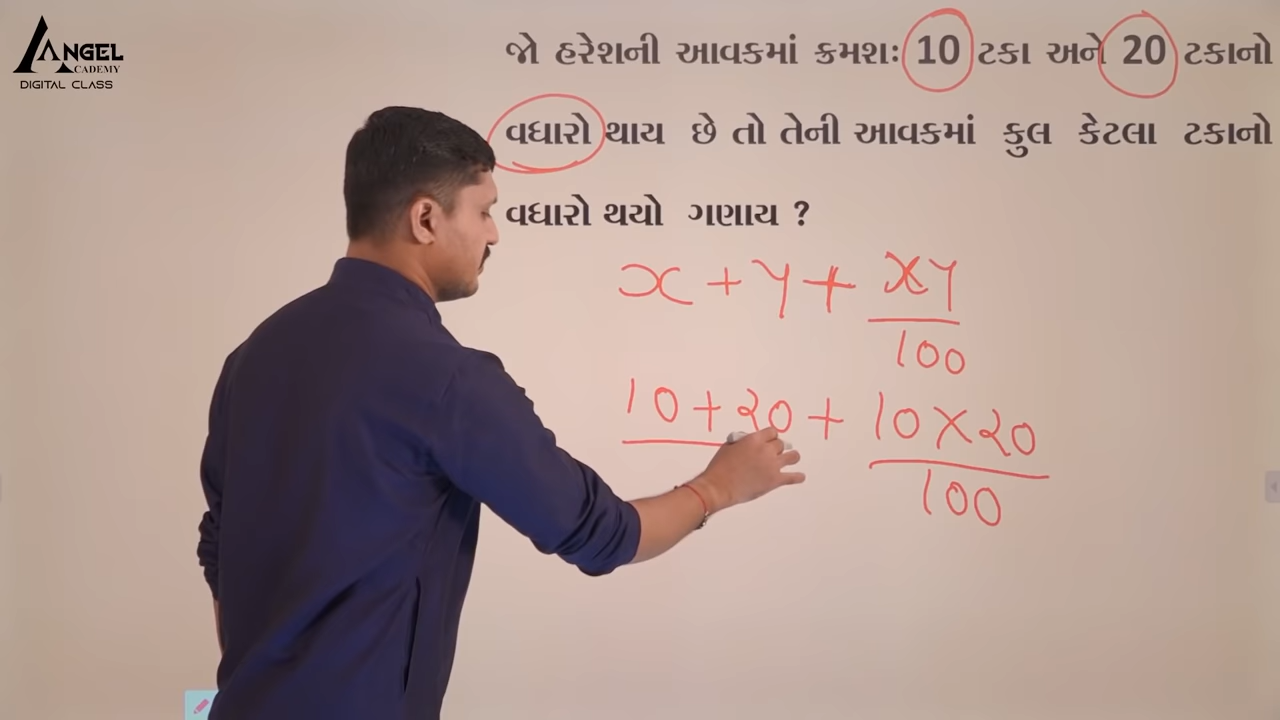 ANGEL
ACADEMY
DIGITAL CLASS
જો હરેશની આવકમાં ક્રમશઃ 10 ટકા અને 20 ટકાનો
વધારો થાય છે તો તેની આવકમાં કુલ કેટલા ટકાનો
વધારો થયો ગણાય ?
x + y + xy
100
10 + 20 + 10 × 20
100